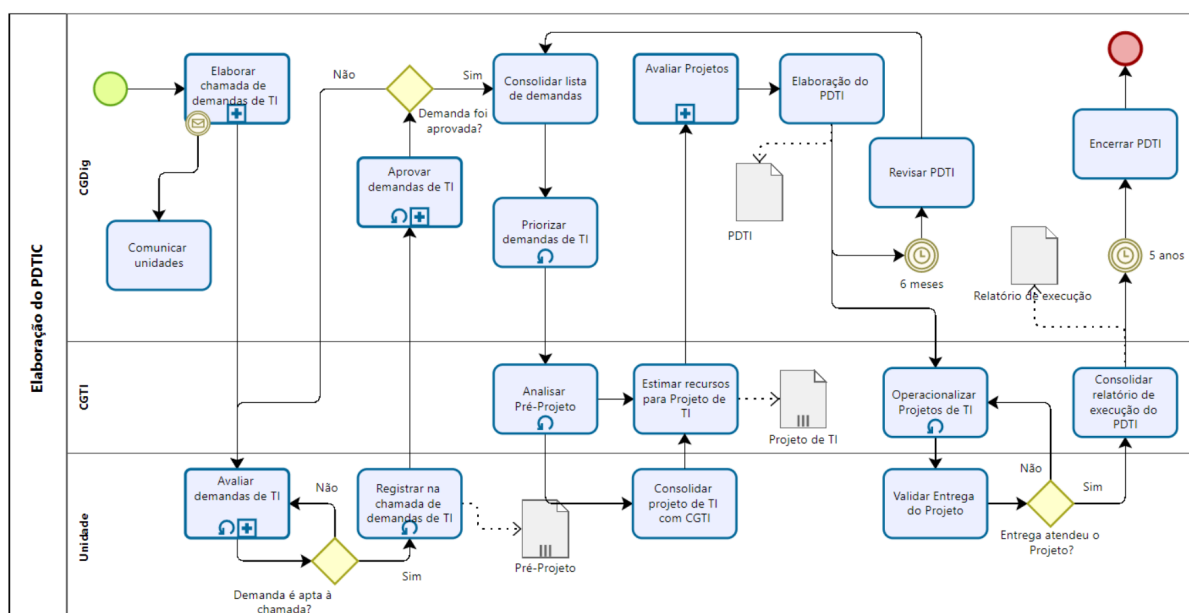 Elaboração do PDTIC
CGDig
Elaborar
chamada de
demandas de TI
Comunicar
unidades
Não
Sim
Demanda foi
aprovada?
Aprovar
demandas de TI
Consolidar lista
de demandas
Priorizar
demandas de TI
Avaliar Projetos
Elaboração do
PDTI
PDTI
Revisar PDTI
6 meses
Encerrar PDTI
5 anos
Relatório de execução
CGTI
Analisar
Pré-Projeto
Estimar recursos
para Projeto de
TI
Projeto de TI
Operacionalizar
Projetos de TI
Consolidar
relatório de
execução do
PDTI
Unidade
Avaliar
demandas de TI
Não
Demanda é apta à
chamada?
Sim
Registrar na
chamada de
demandas de TI
Pré-Projeto
Consolidar
projeto de TI
com CGTI
Validar Entrega
do Projeto
Não
Sim
Entrega atendeu o
Projeto?